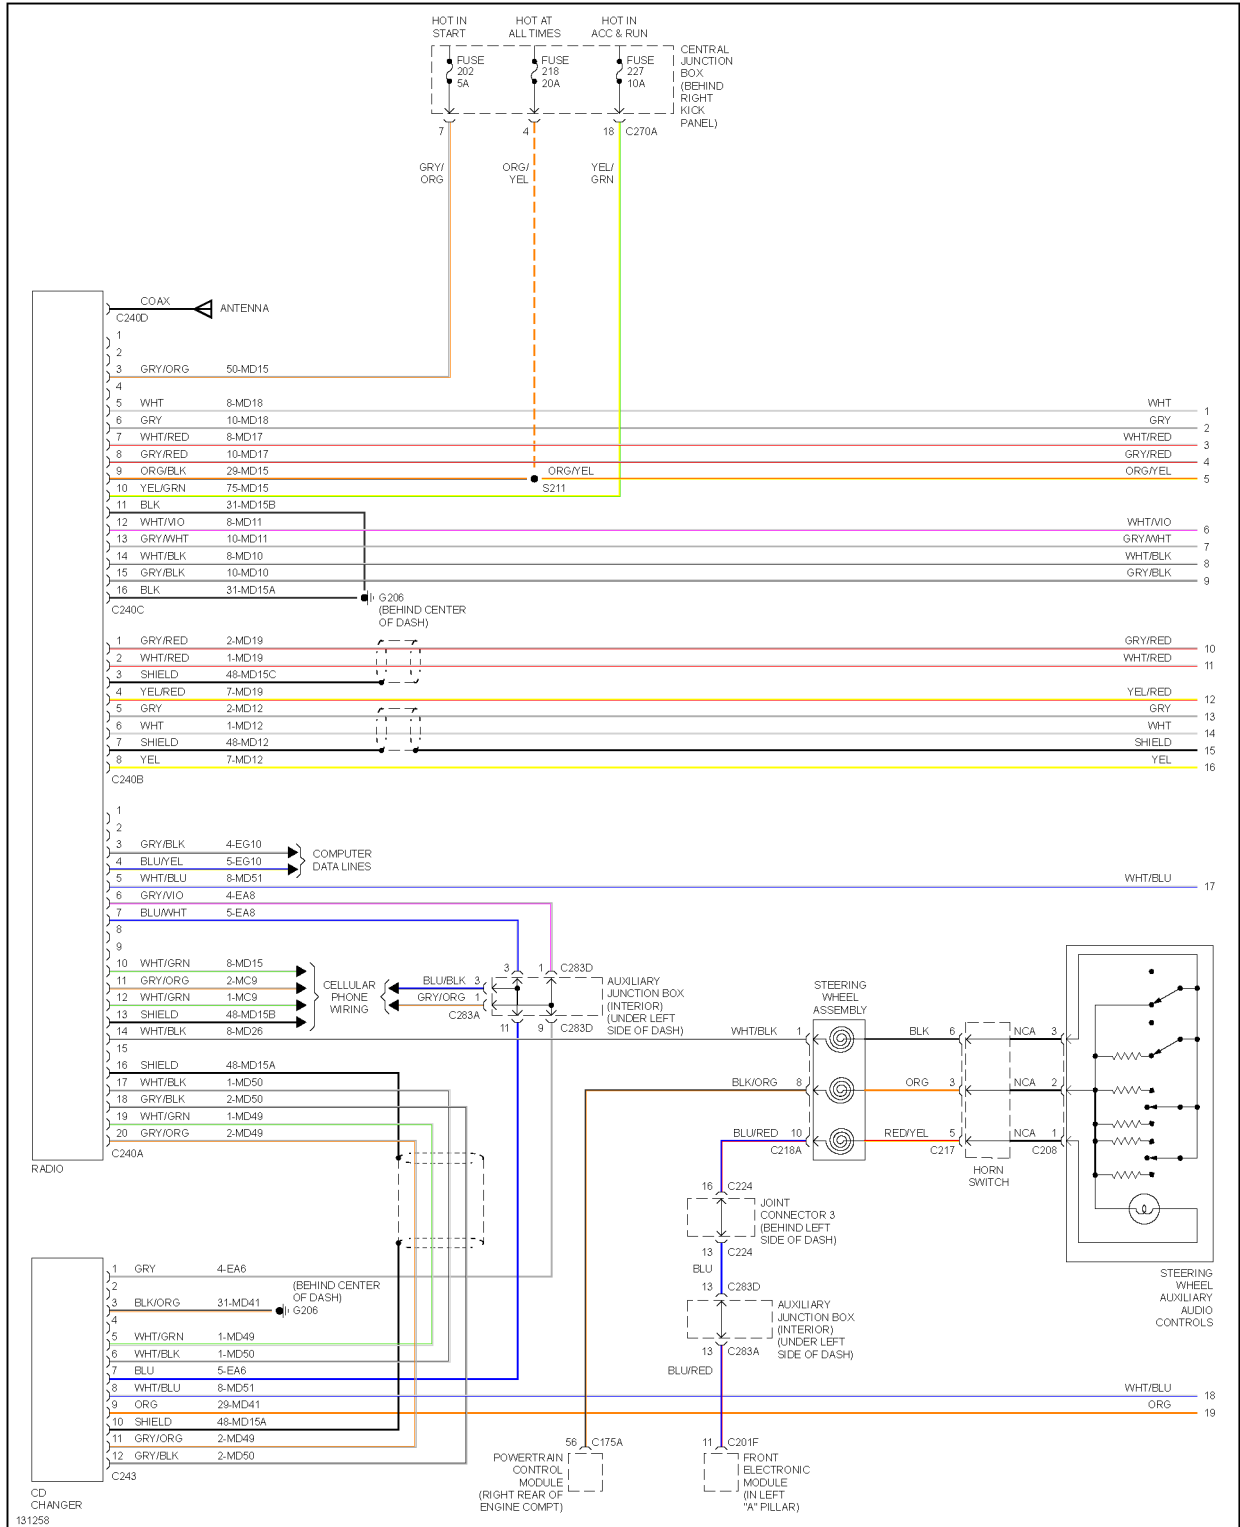 HOT IN START
HOT AT ALL TIMES
HOT IN ACC & RUN
FUSE 202 5A
FUSE 218 20A
FUSE 227 10A
CENTRAL
JUNCTION
BOX
(BEHIND
RIGHT
KICK
PANEL)
7
4
18 C270A
GRY/
ORG
ORG/
YEL
YEL/
GRN
COAX
ANTENNA
C240D
1
2
3 GRY/ORG 50-MD15
4
5 WHT 8-MD18 WHT 1
6 GRY 10-MD18 GRY 2
7 WHT/RED 8-MD17 WHT/RED 3
8 GRY/RED 10-MD17 GRY/RED 4
9 ORG/BLK 29-MD15 ORG/YEL ORG/YEL 5
S211
10 YEL/GRN 75-MD15
11 BLK 31-MD15B
12 WHT/VIO 8-MD11 WHT/VIO 6
13 GRY/WHT 10-MD11 GRY/WHT 7
14 WHT/BLK 8-MD10 WHT/BLK 8
15 GRY/BLK 10-MD10 GRY/BLK 9
16 BLK 31-MD15A
C240C
G206
(BEHIND CENTER
OF DASH)
1 GRY/RED 2-MD19 GRY/RED 10
2 WHT/RED 1-MD19 WHT/RED 11
3 SHIELD 48-MD15C
4 YEL/RED 7-MD19 YEL/RED 12
5 GRY 2-MD12 GRY 13
6 WHT 1-MD12 WHT 14
7 SHIELD 48-MD12 SHIELD 15
8 YEL 7-MD12 YEL 16
C240B
1
2
3 GRY/BLK 4-EG10
4 BLU/YEL 5-EG10
COMPUTER
DATA LINES
5 WHT/BLU 8-MD51 WHT/BLU 17
6 GRY/VIO 4-EA8
7 BLU/WHT 5-EA8
8
9
10 WHT/GRN 8-MD15
11 GRY/ORG 2-MC9
12 WHT/GRN 1-MC9
13 SHIELD 48-MD15B
14 WHT/BLK 8-MD26
15
16 SHIELD 48-MD15A
17 WHT/BLK 1-MD50
18 GRY/BLK 2-MD50
19 WHT/GRN 1-MD49
20 GRY/ORG 2-MD49
C240A
RADIO
CELLULAR
PHONE
WIRING
BLU/BLK 3
GRY/ORG 1
C283A
3
1 C283D
11
9 C283D
AUXILIARY
JUNCTION BOX
(INTERIOR)
(UNDER LEFT
SIDE OF DASH)
STEERING
WHEEL
ASSEMBLY
WHT/BLK 1 BLK 6 NCA 3
BLK/ORG 8 ORG 3 NCA 2
BLU/RED 10 RED/YEL 5 NCA 1
C218A
C217
C208
HORN
SWITCH
16 C224
JOINT
CONNECTOR 3
(BEHIND LEFT
SIDE OF DASH)
13 C224
BLU
13 C283D
AUXILIARY
JUNCTION BOX
(INTERIOR)
(UNDER LEFT
SIDE OF DASH)
13 C283A
BLU/RED
STEERING
WHEEL
AUXILIARY
AUDIO
CONTROLS
1 GRY 4-EA6
2
3 BLK/ORG 31-MD41
(BEHIND CENTER
OF DASH)
G206
4
5 WHT/GRN 1-MD49
6 WHT/BLK 1-MD50
7 BLU 5-EA6
8 WHT/BLU 8-MD51 WHT/BLU 18
9 ORG 29-MD41 ORG 19
10 SHIELD 48-MD15A
11 GRY/ORG 2-MD49
12 GRY/BLK 2-MD50
C243
CD
CHANGER
56 C175A
POWERTRAIN
CONTROL
MODULE
(RIGHT REAR OF
ENGINE COMPT)
11 C201F
FRONT
ELECTRONIC
MODULE
(IN LEFT
"A" PILLAR)
131258